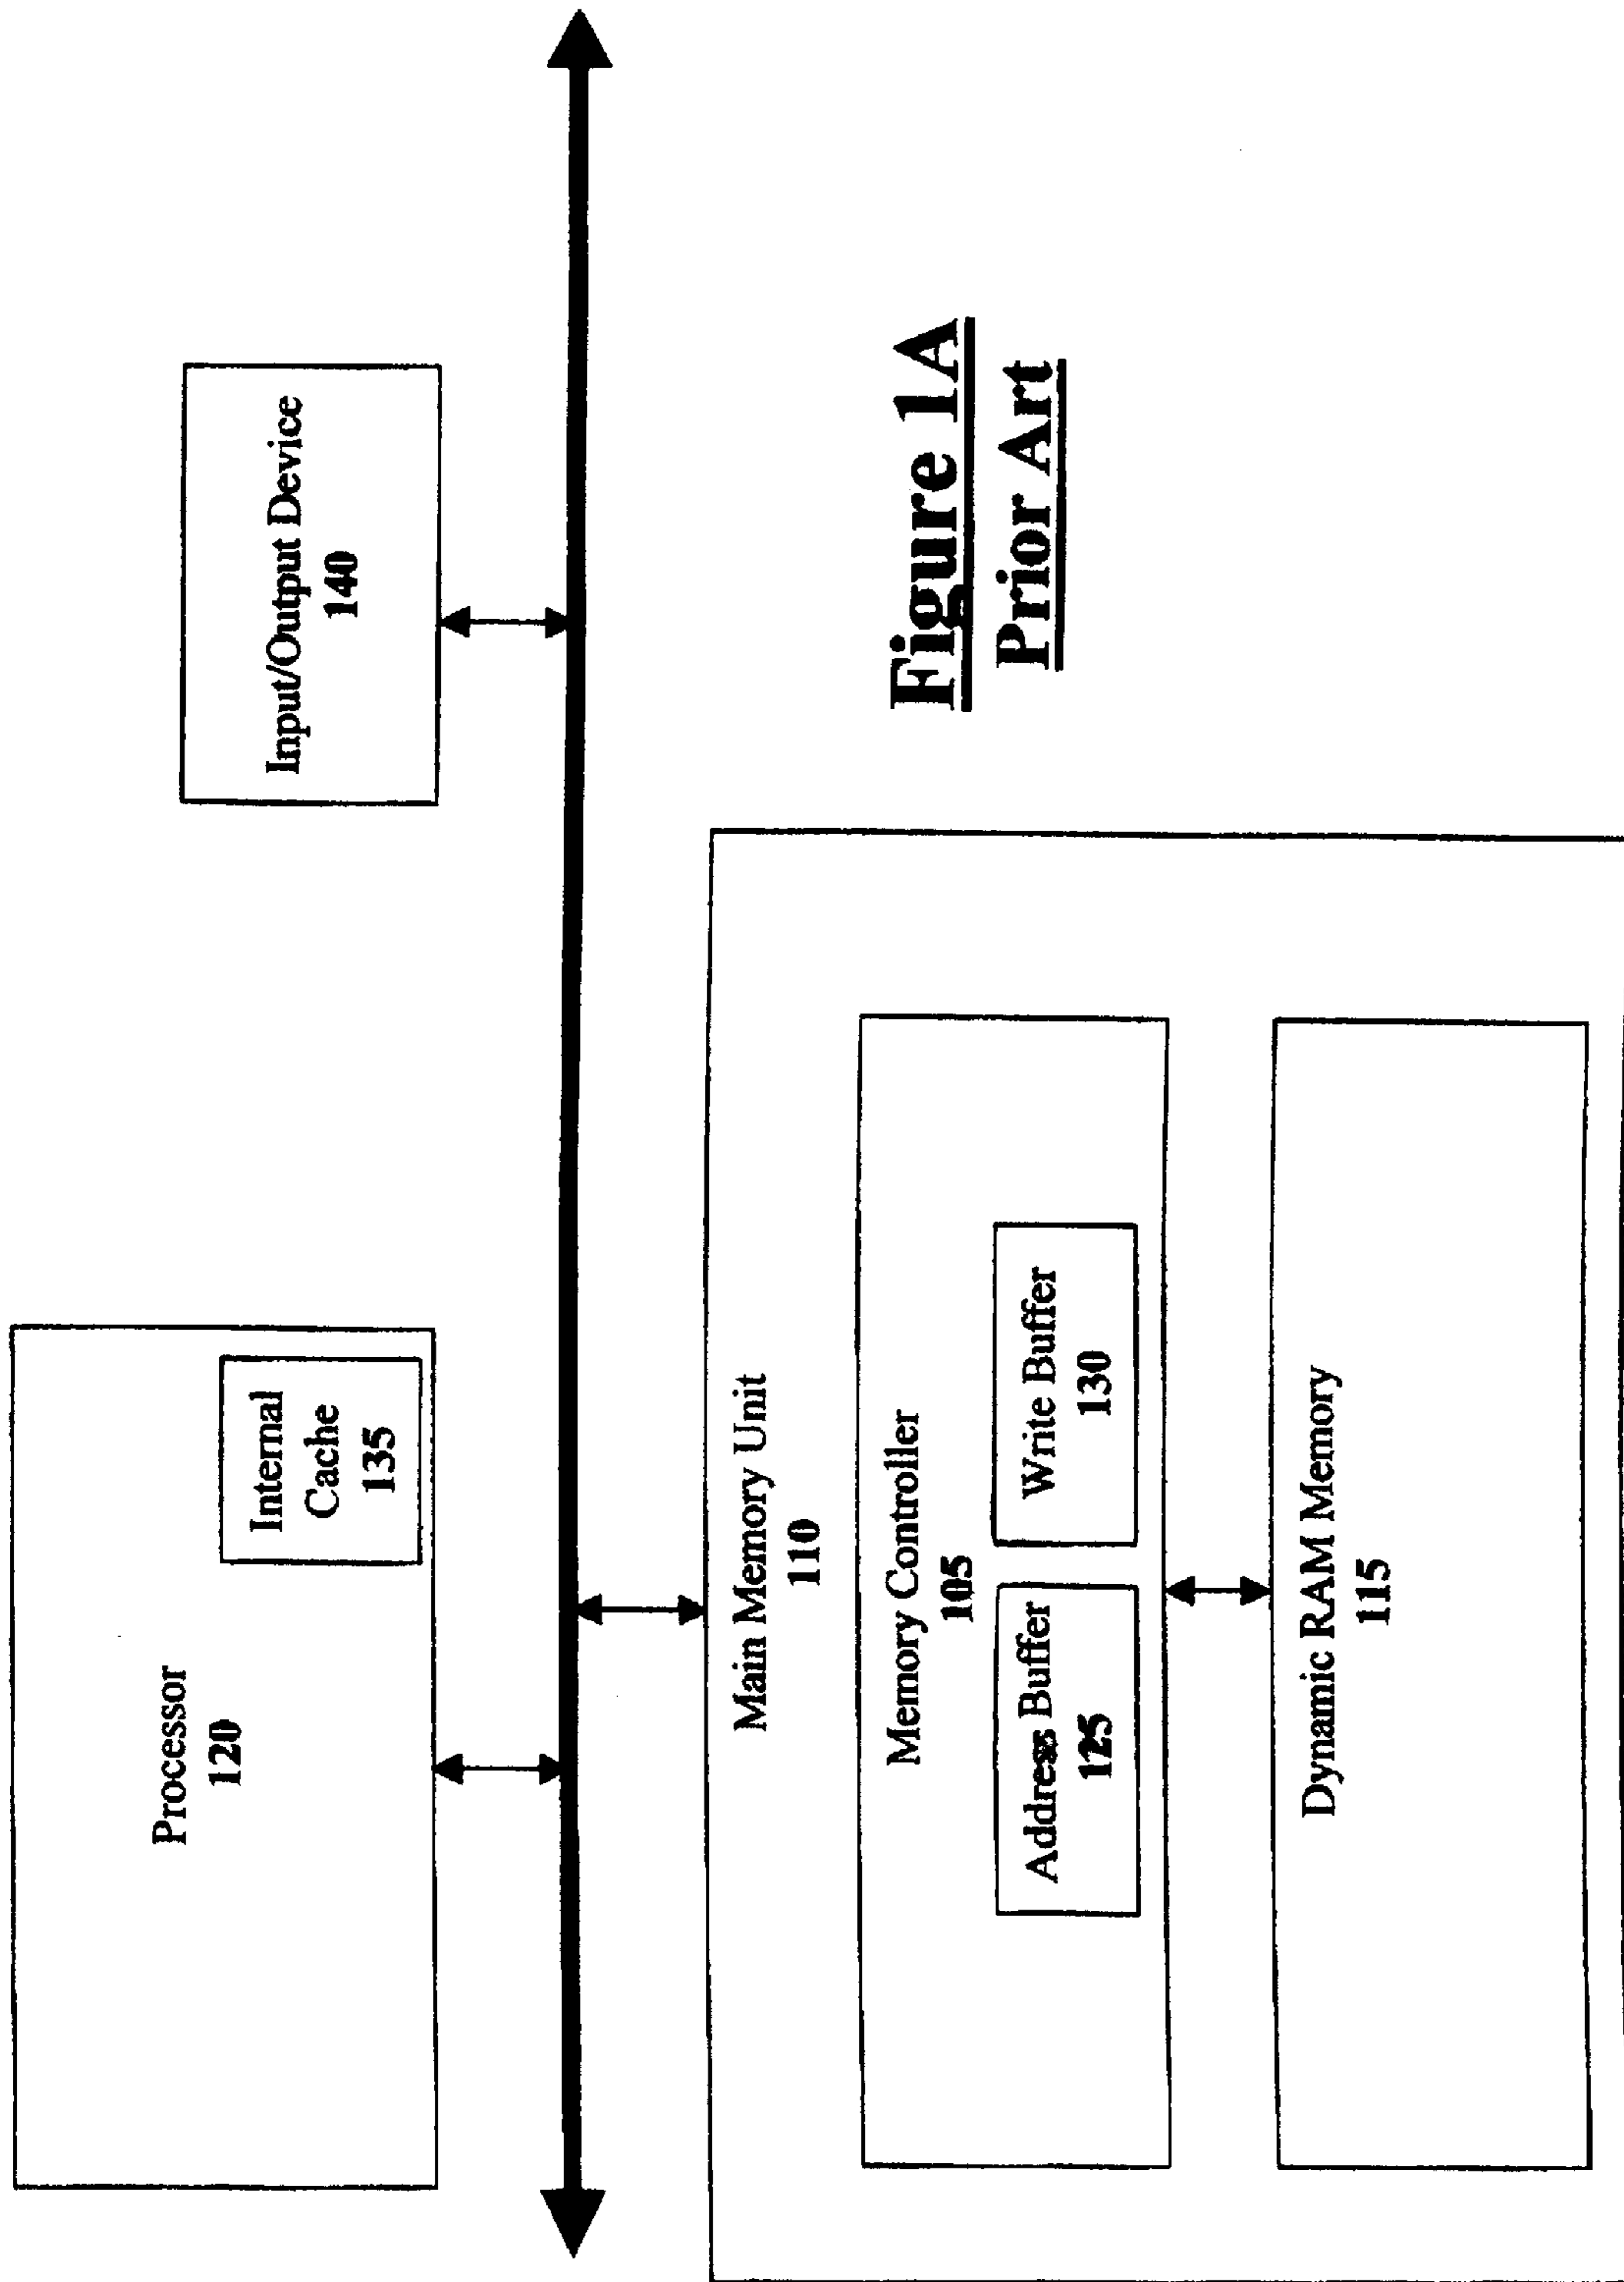 Processor
120
Internal
Cache
135
Input/Output Device
140
Main Memory Unit
110
Memory Controller
105
Address Buffer
125
Write Buffer
130
Dynamic RAM Memory
115
Figure 1A
Prior Art